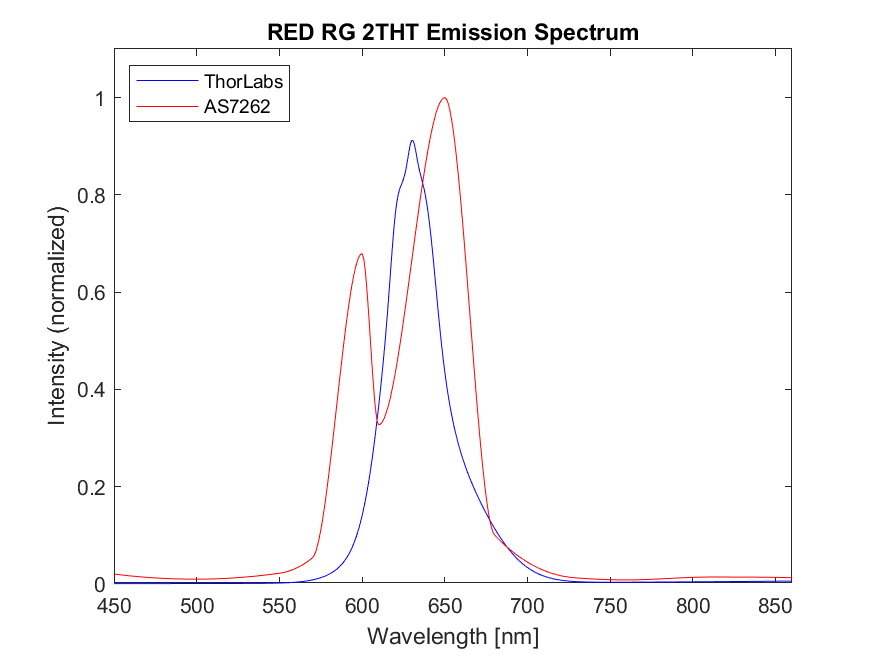 RED RG 2THT Emission Spectrum
ThorLabs
AS7262
1
0.8
0.6
0.4
0.2
0
Intensity (normalized)
450 500 550 600 650 700 750 800 850
Wavelength [nm]